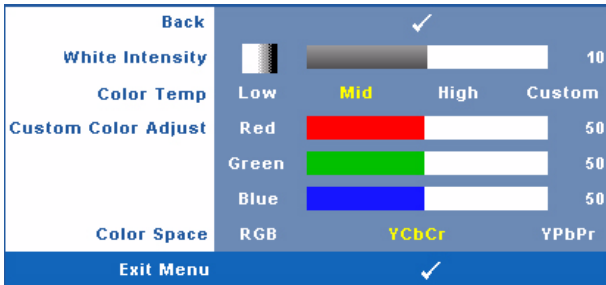 Back
White Intensity 10
Color Temp Low Mid High Custom
Custom Color Adjust Red 50
Green 50
Blue 50
Color Space RGB YCbCr YPbPr
Exit Menu